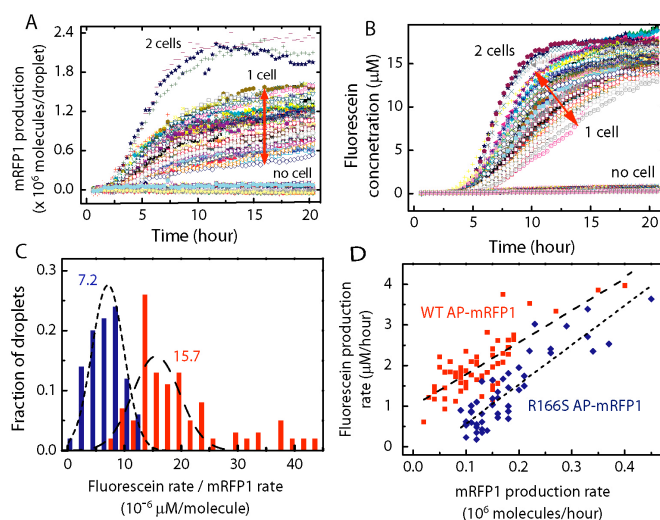 A
mRFP1 production
(x 10⁶ molecules/droplet)
2.4
1.8
1.2
0.6
0.0
2 cells
1 cell
no cell
0 5 10 15 20
Time (hour)
B
Fluorescein
concnetration (μM)
15
10
5
0
2 cells
1 cell
no cell
0 5 10 15 20
Time (hour)
C
Fraction of droplets
0.3
0.2
0.1
0.0
7.2
15.7
0 10 20 30 40
Fluorescein rate / mRFP1 rate
(10⁻⁶ μM/molecule)
D
Fluorescein production
rate (μM/hour)
4
3
2
1
0
WT AP-mRFP1
R166S AP-mRFP1
0.0 0.1 0.2 0.3 0.4
mRFP1 production rate
(10⁶ molecules/hour)